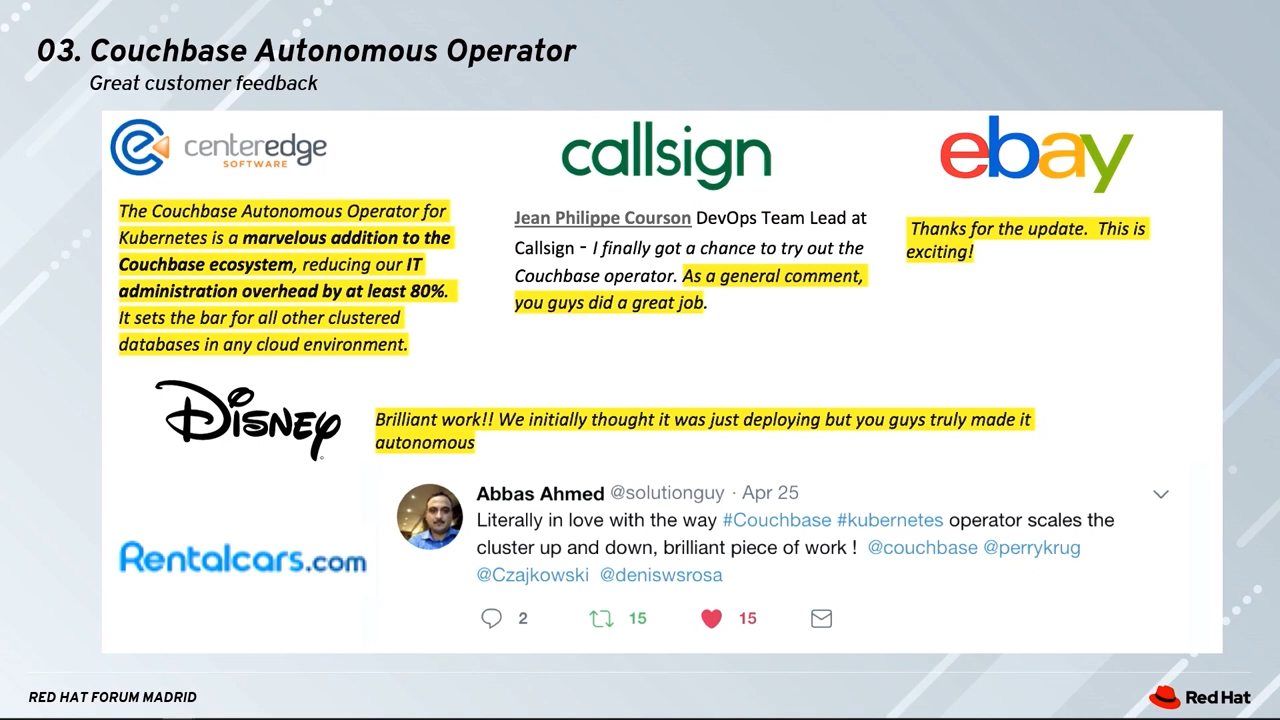 03. Couchbase Autonomous Operator
Great customer feedback
centeredge
SOFTWARE
The Couchbase Autonomous Operator for
Kubernetes is a marvelous addition to the
Couchbase ecosystem, reducing our IT
administration overhead by at least 80%.
It sets the bar for all other clustered
databases in any cloud environment.
callsign
Jean Philippe Courson DevOps Team Lead at
Callsign - I finally got a chance to try out the
Couchbase operator. As a general comment,
you guys did a great job.
ebay
Thanks for the update. This is
exciting!
Disney
Brilliant work!! We initially thought it was just deploying but you guys truly made it
autonomous
Rentalcars.com
Abbas Ahmed @solutionguy · Apr 25
Literally in love with the way #Couchbase #kubernetes operator scales the
cluster up and down, brilliant piece of work ! @couchbase @perrykrug
@Czajkowski @deniswsrosa
2 15 15
RED HAT FORUM MADRID
Red Hat